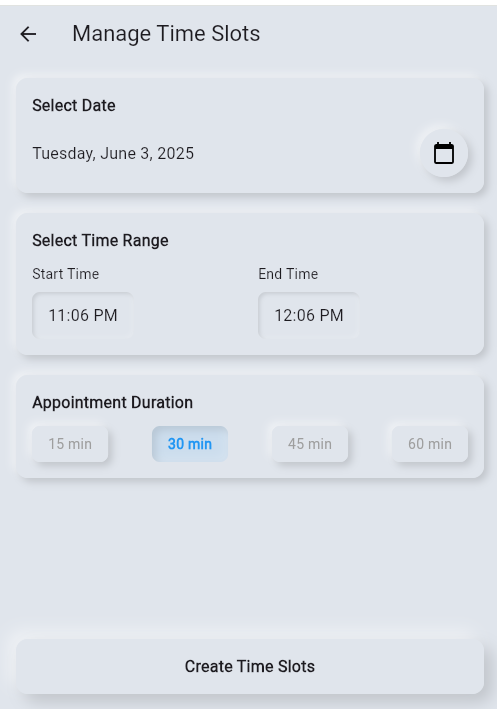 Manage Time Slots
Select Date
Tuesday, June 3, 2025
Select Time Range
Start Time End Time
11:06 PM 12:06 PM
Appointment Duration
15 min 30 min 45 min 60 min
Create Time Slots